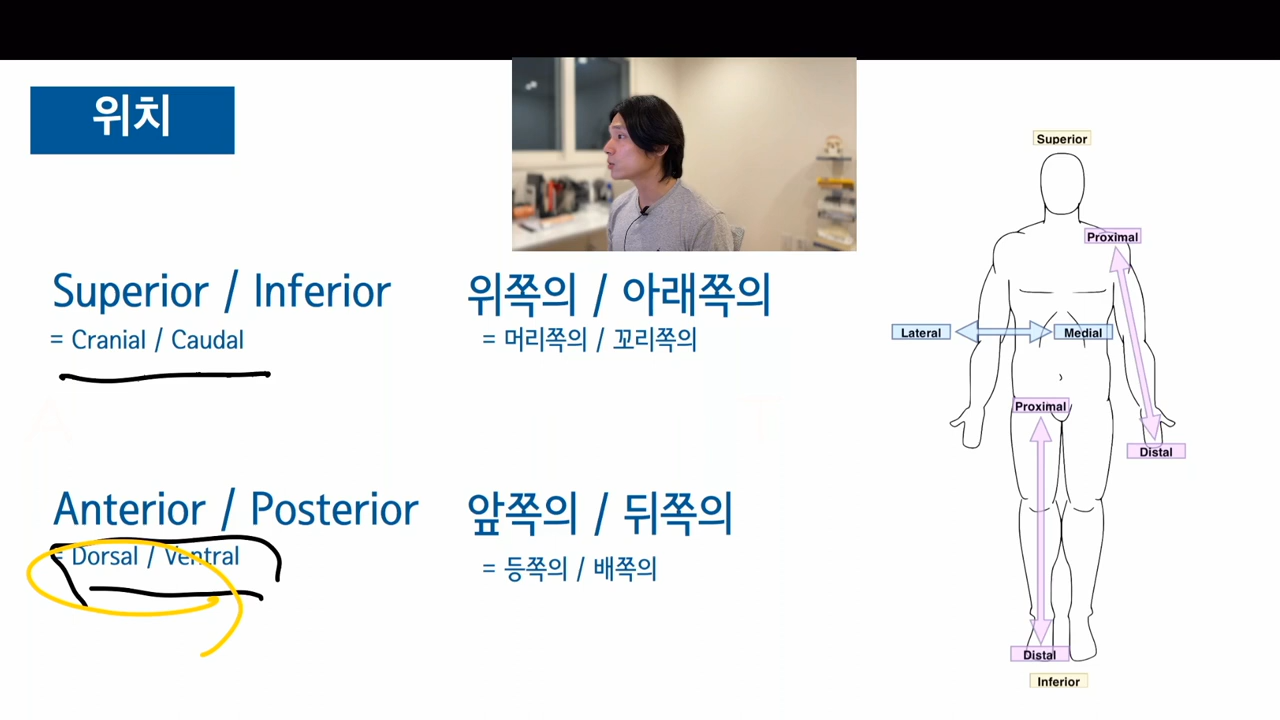 위치
Superior / Inferior
= Cranial / Caudal
위쪽의 / 아래쪽의
= 머리쪽의 / 꼬리쪽의
Anterior / Posterior
= Dorsal / Ventral
앞쪽의 / 뒤쪽의
= 등쪽의 / 배쪽의
Superior
Proximal
Lateral
Medial
Proximal
Distal
Distal
Inferior